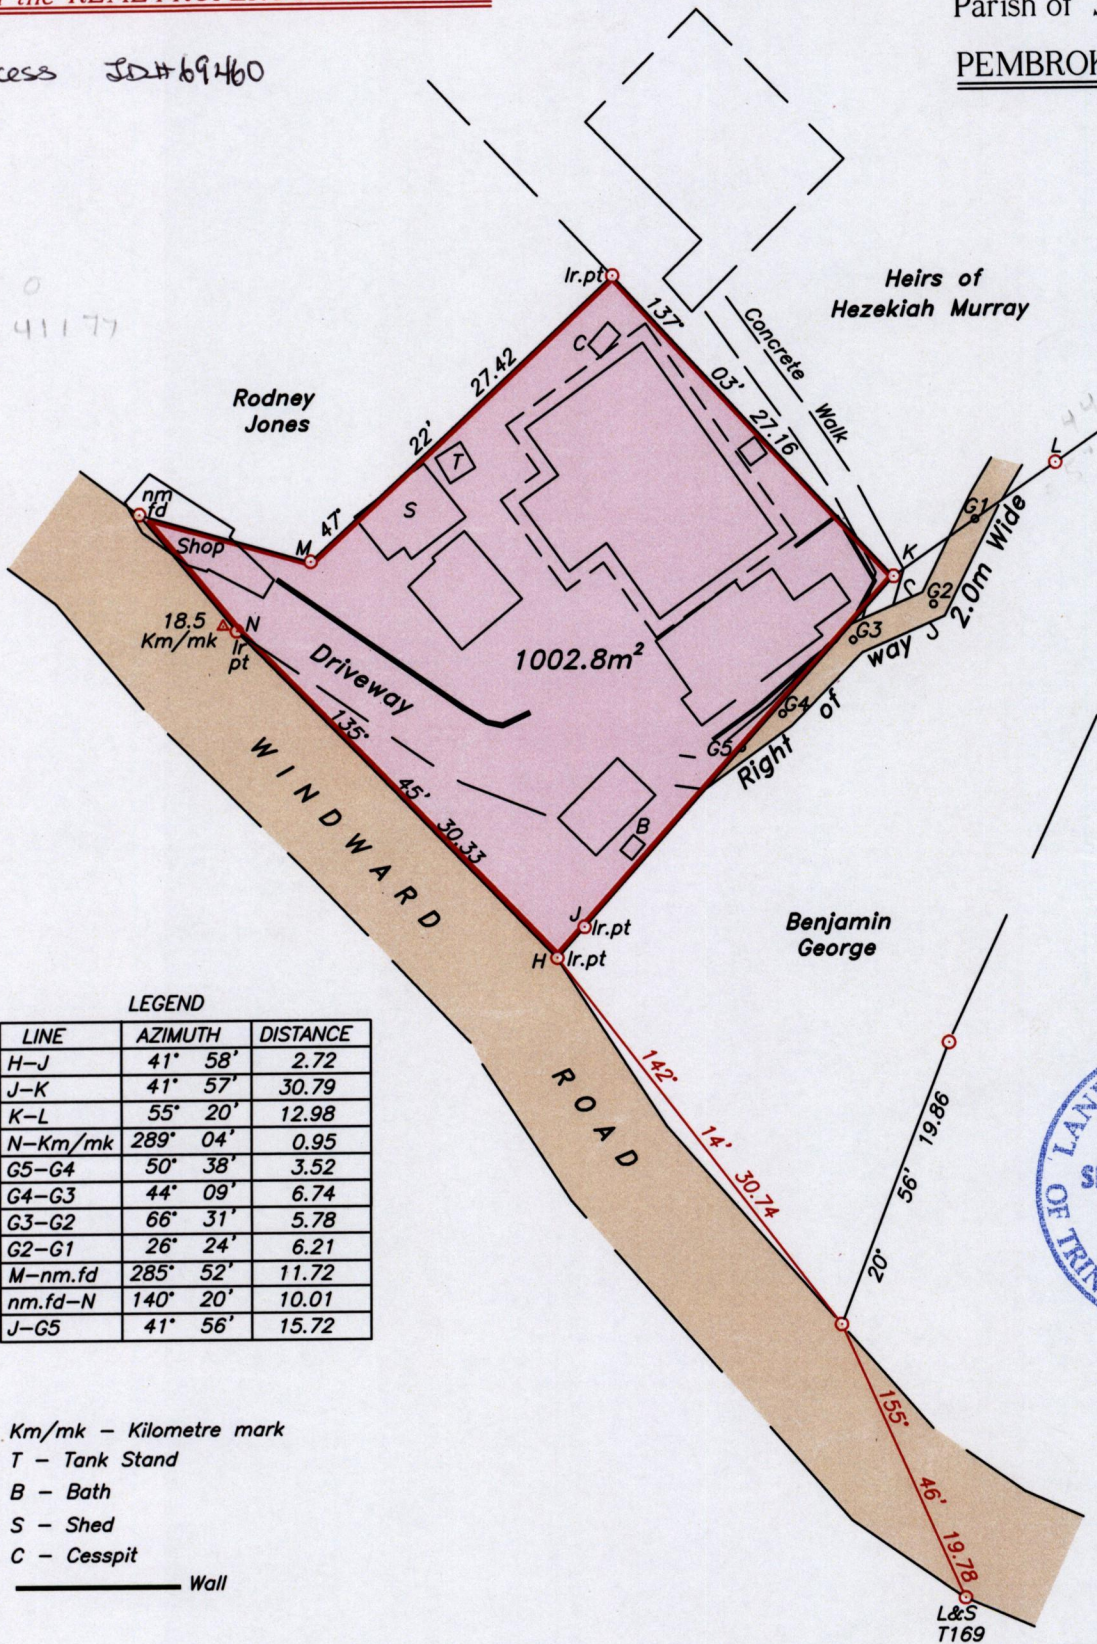 the REAL PROPER
Parish of
PEMBROK
cess JD#69460
41177
Ir.pt
Heirs of
Hezekiah Murray
137° 03' 27.16
Concrete Walk
C
27.42
22'
47°
Rodney
Jones
T
S
L
nm
fd
Shop
M
G1
K
G2
2.0m Wide
18.5
Km/mk
N
Ir
pt
G3
way
Driveway
1002.8m²
G4
of
G5
Right
135° 45' 30.33
WINDWARD
B
J
Ir.pt
H
Ir.pt
Benjamin
George
LEGEND
LINE AZIMUTH DISTANCE
H-J 41° 58' 2.72
J-K 41° 57' 30.79
K-L 55° 20' 12.98
N-Km/mk 289° 04' 0.95
G5-G4 50° 38' 3.52
G4-G3 44° 09' 6.74
G3-G2 66° 31' 5.78
G2-G1 26° 24' 6.21
M-nm.fd 285° 52' 11.72
nm.fd-N 140° 20' 10.01
J-G5 41° 56' 15.72
142° 14' 30.74
ROAD
20° 56' 19.86
LAN
OF TRIN
155° 46' 19.78
Km/mk - Kilometre mark
T - Tank Stand
B - Bath
S - Shed
C - Cesspit
Wall
L&S
T169